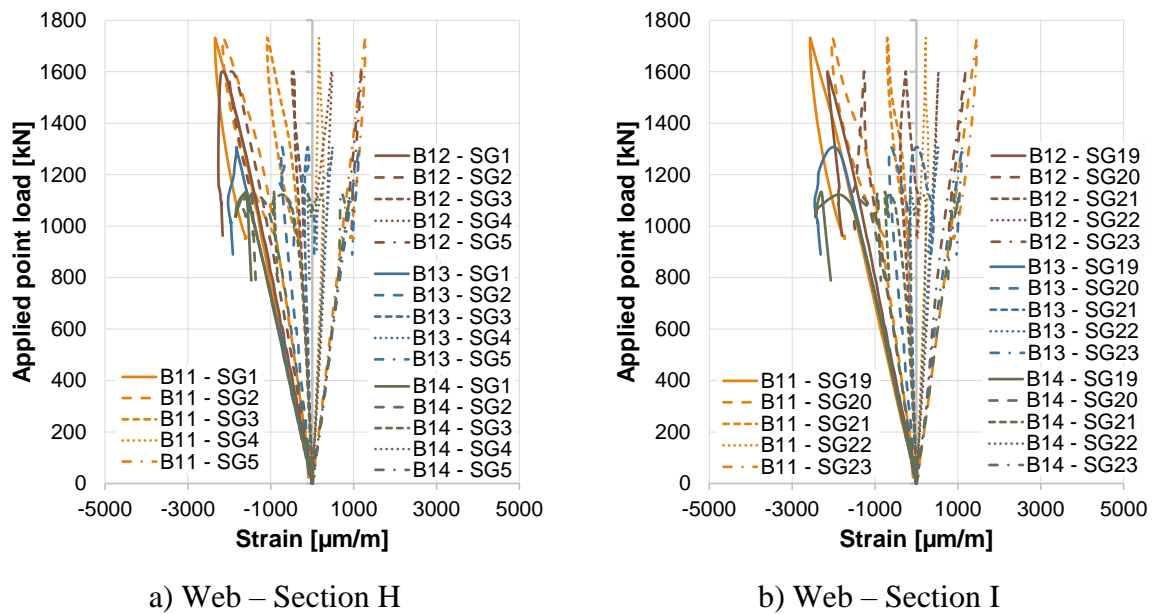 1800
1600
1400
1200
1000
800
600
400
200
0
Applied point load [kN]
-5000
-3000
-1000
1000
3000
5000
Strain [µm/m]
B12 - SG1
B12 - SG2
B12 - SG3
B12 - SG4
B12 - SG5
B13 - SG1
B13 - SG2
B13 - SG3
B13 - SG4
B13 - SG5
B11 - SG1
B11 - SG2
B11 - SG3
B11 - SG4
B11 - SG5
B14 - SG1
B14 - SG2
B14 - SG3
B14 - SG4
B14 - SG5
a) Web – Section H
1800
1600
1400
1200
1000
800
600
400
200
0
Applied point load [kN]
-5000
-3000
-1000
1000
3000
5000
Strain [µm/m]
B12 - SG19
B12 - SG20
B12 - SG21
B12 - SG22
B12 - SG23
B13 - SG19
B13 - SG20
B13 - SG21
B13 - SG22
B13 - SG23
B11 - SG19
B11 - SG20
B11 - SG21
B11 - SG22
B11 - SG23
B14 - SG19
B14 - SG20
B14 - SG21
B14 - SG22
B14 - SG23
b) Web – Section I